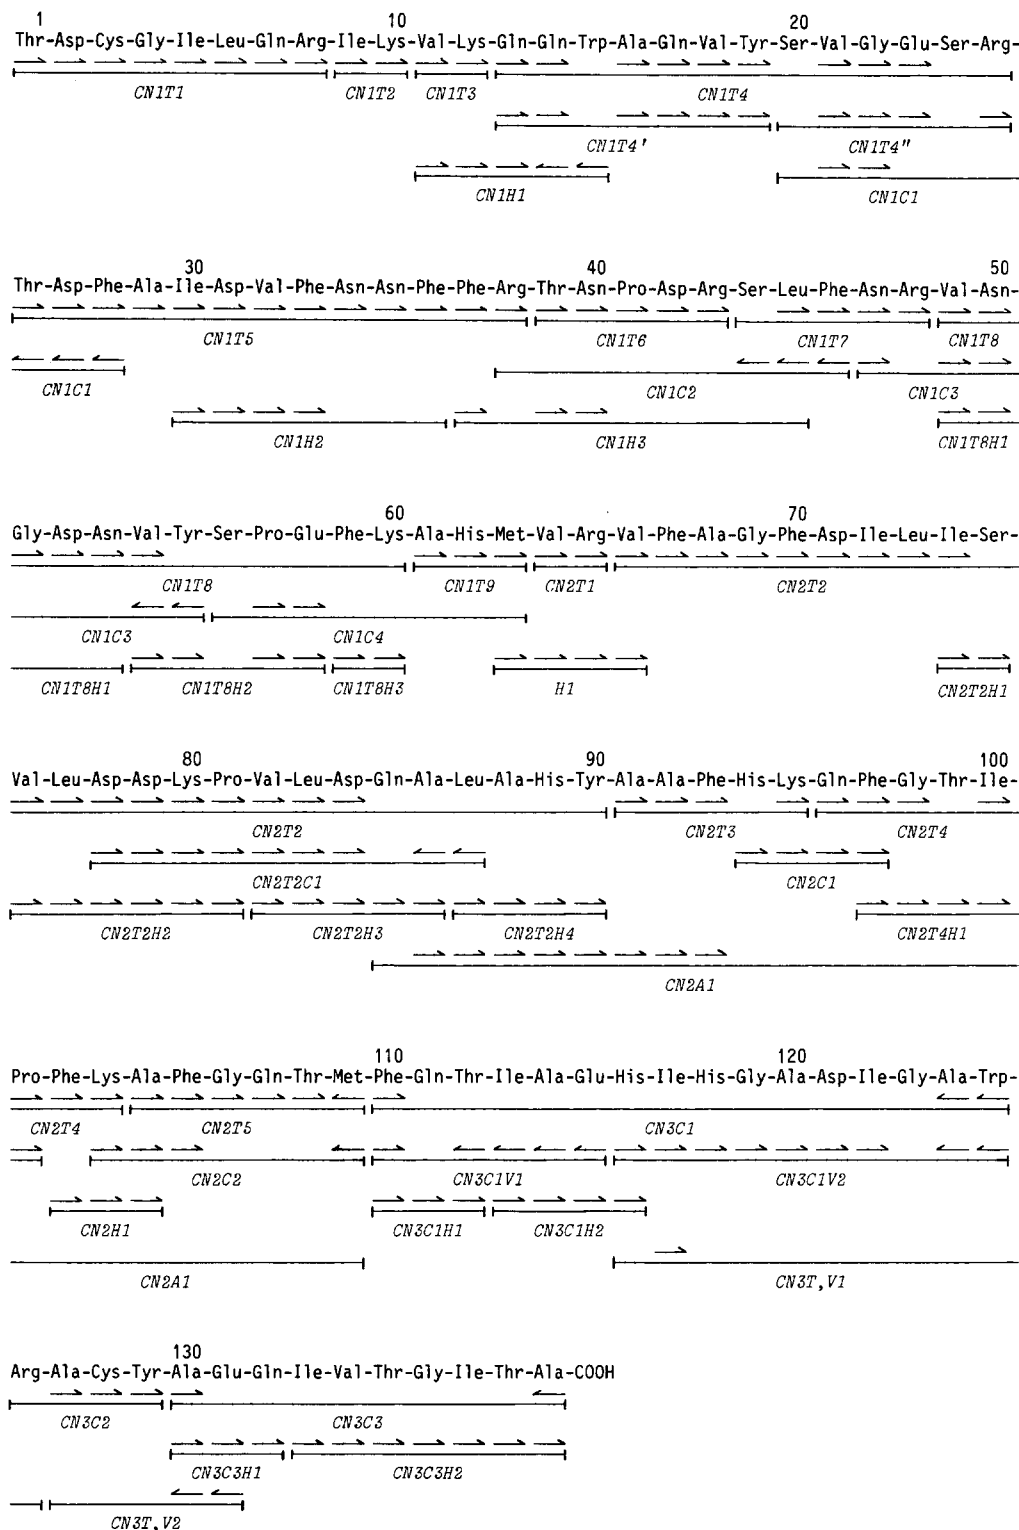 1 10 20
Thr-Asp-Cys-Gly-Ile-Leu-Gln-Arg-Ile-Lys-Val-Lys-Gln-Gln-Trp-Ala-Gln-Val-Tyr-Ser-Val-Gly-Glu-Ser-Arg-
CN1T1 CN1T2 CN1T3 CN1T4
CN1T4' CN1T4"
CN1H1 CN1C1
30 40 50
Thr-Asp-Phe-Ala-Ile-Asp-Val-Phe-Asn-Asn-Phe-Phe-Arg-Thr-Asn-Pro-Asp-Arg-Ser-Leu-Phe-Asn-Arg-Val-Asn-
CN1T5 CN1T6 CN1T7 CN1T8
CN1C1 CN1C2 CN1C3
CN1H2 CN1H3 CN1T8H1
60 70
Gly-Asp-Asn-Val-Tyr-Ser-Pro-Glu-Phe-Lys-Ala-His-Met-Val-Arg-Val-Phe-Ala-Gly-Phe-Asp-Ile-Leu-Ile-Ser-
CN1T8 CN1T9 CN2T1 CN2T2
CN1C3 CN1C4
CN1T8H1 CN1T8H2 CN1T8H3 H1 CN2T2H1
80 90 100
Val-Leu-Asp-Asp-Lys-Pro-Val-Leu-Asp-Gln-Ala-Leu-Ala-His-Tyr-Ala-Ala-Phe-His-Lys-Gln-Phe-Gly-Thr-Ile-
CN2T2 CN2T3 CN2T4
CN2T2C1 CN2C1
CN2T2H2 CN2T2H3 CN2T2H4 CN2T4H1
CN2A1
110 120
Pro-Phe-Lys-Ala-Phe-Gly-Gln-Thr-Met-Phe-Gln-Thr-Ile-Ala-Glu-His-Ile-His-Gly-Ala-Asp-Ile-Gly-Ala-Trp-
CN2T4 CN2T5 CN3C1
CN2C2 CN3C1V1 CN3C1V2
CN2H1 CN3C1H1 CN3C1H2
CN2A1 CN3T,V1
130
Arg-Ala-Cys-Tyr-Ala-Glu-Gln-Ile-Val-Thr-Gly-Ile-Thr-Ala-COOH
CN3C2 CN3C3
CN3C3H1 CN3C3H2
CN3T,V2